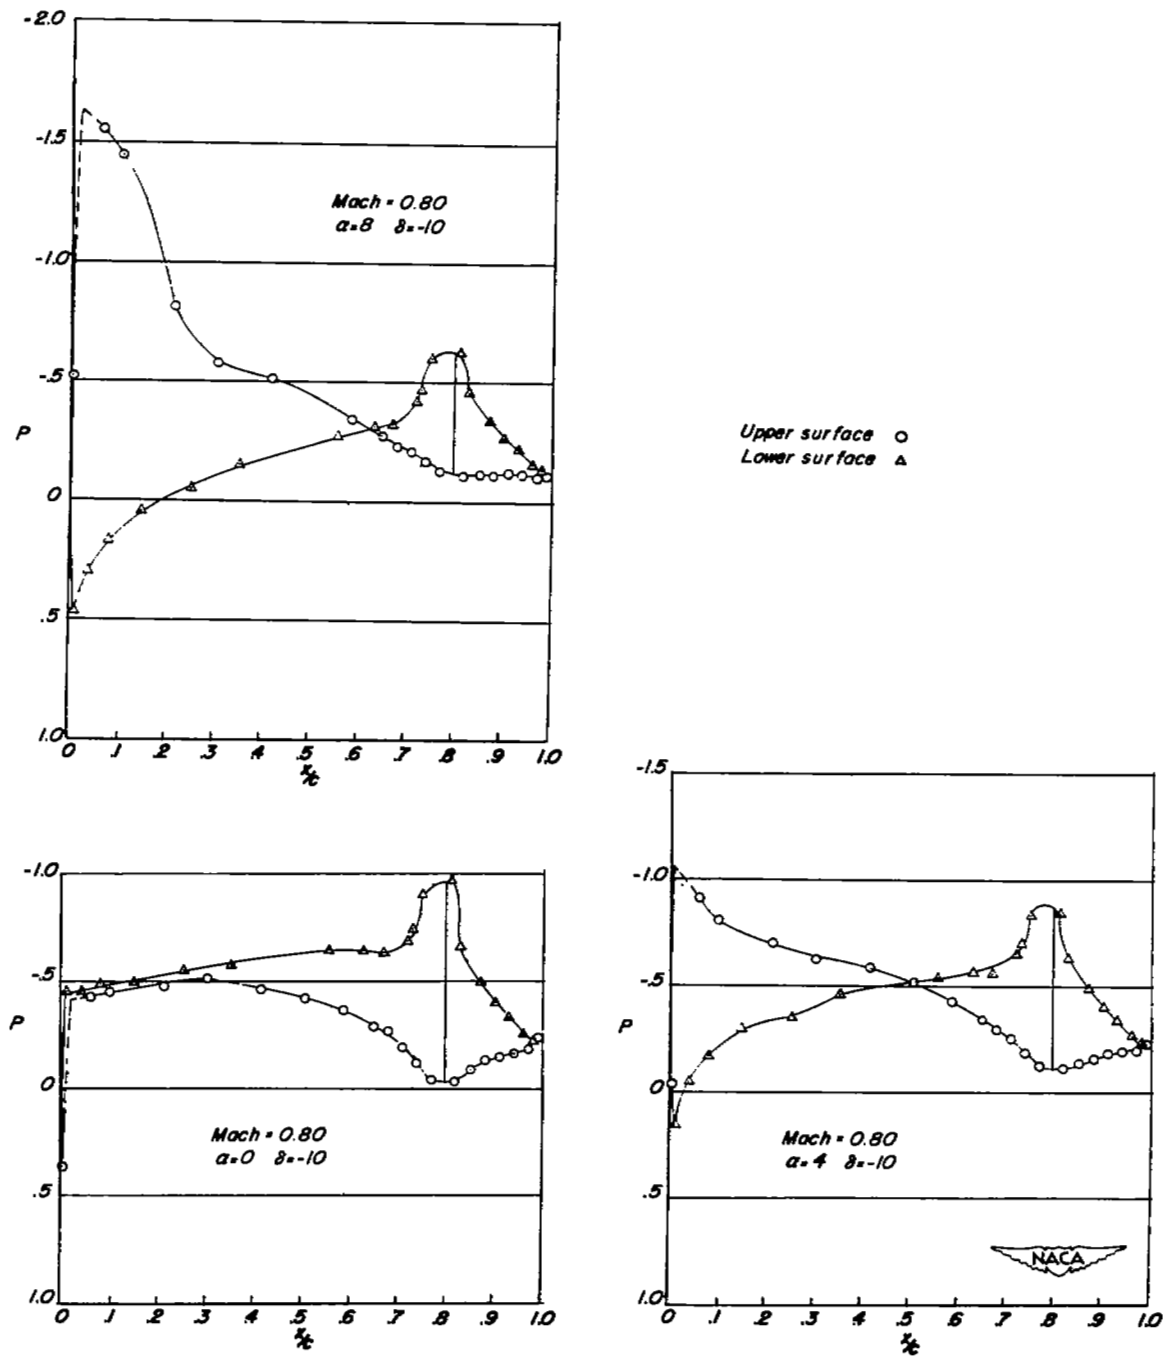 -2.0
-1.5
-1.0
-.5
P
0
.5
1.0
0 .1 .2 .3 .4 .5 .6 .7 .8 .9 1.0
x/c
Mach = 0.80
α=8 δ=-10
Upper surface
Lower surface
-1.0
-.5
P
0
.5
1.0
0 .1 .2 .3 .4 .5 .6 .7 .8 .9 1.0
x/c
Mach = 0.80
α=0 δ=-10
-1.5
-1.0
-.5
P
0
.5
1.0
0 .1 .2 .3 .4 .5 .6 .7 .8 .9 1.0
x/c
Mach = 0.80
α=4 δ=-10
NACA